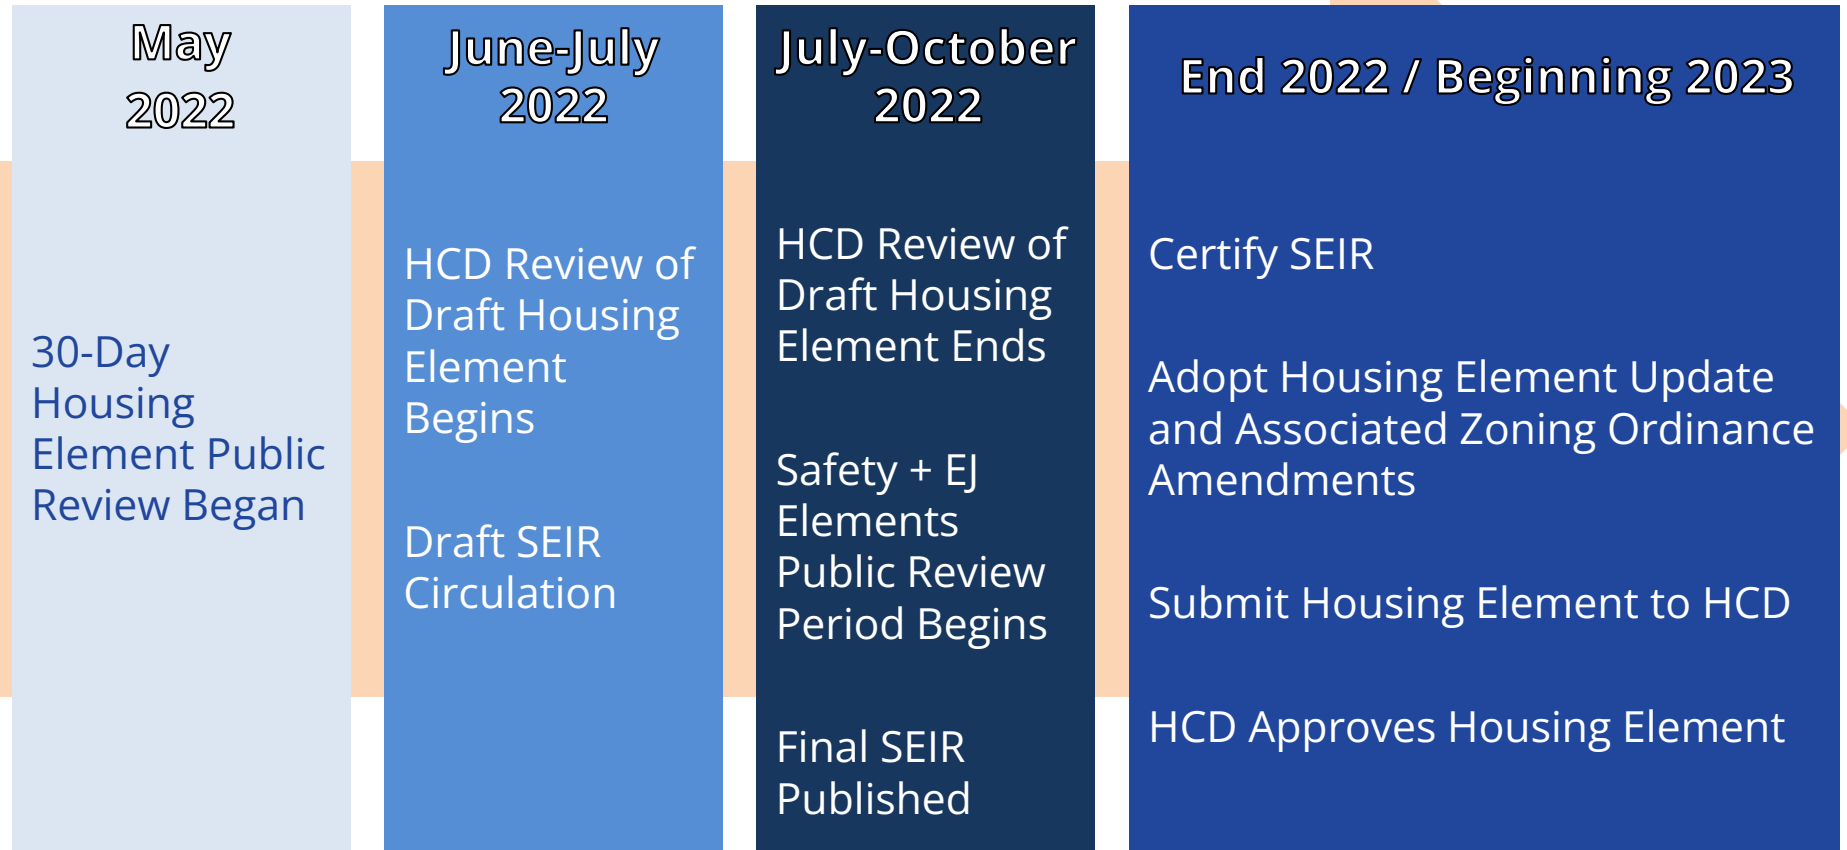 May
2022
30-Day
Housing
Element Public
Review Began
June-July
2022
HCD Review of
Draft Housing
Element
Begins
Draft SEIR
Circulation
July-October
2022
HCD Review of
Draft Housing
Element Ends
Safety + EJ
Elements
Public Review
Period Begins
Final SEIR
Published
End 2022 / Beginning 2023
Certify SEIR
Adopt Housing Element Update
and Associated Zoning Ordinance
Amendments
Submit Housing Element to HCD
HCD Approves Housing Element